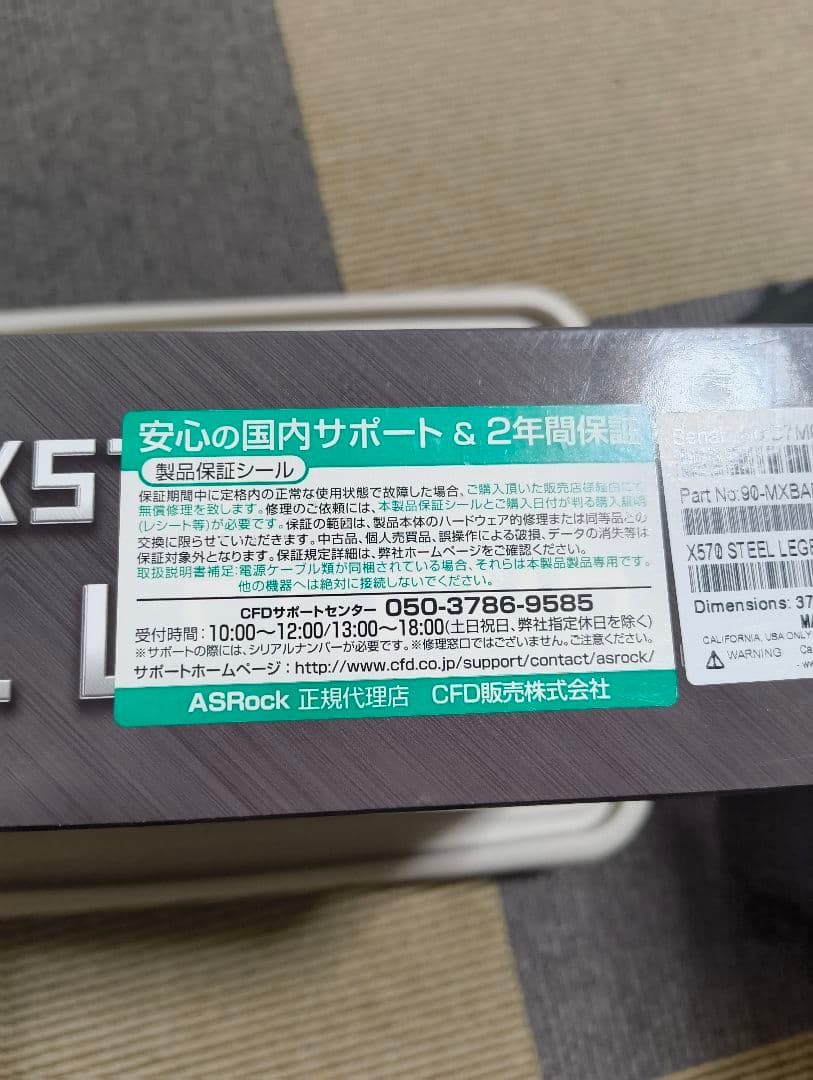 X57
L
安心の国内サポート & 2年間保証
製品保証シール
保証期間中に定格内の正常な使用状態で故障した場合、ご購入頂いた販売店様経由にて
無償修理を致します。修理のご依頼には、本製品保証シールとご購入日付が判る購入証明
(レシート等)が必要です。保証の範囲は、製品本体のハードウェア的修理または同等品との
交換に限らせていただきます。中古品、個人売買品、誤操作による破損、データの消失等は
保証対象外となります。保証規定詳細は、弊社ホームページをご確認ください。
取扱説明書補足:電源ケーブル類が同梱されている場合、それらは本製品製品専用です。
他の機器へは絶対に接続しないでください。
CFDサポートセンター 050-3786-9585
受付時間:10:00～12:00/13:00～18:00(土日祝日、弊社指定休日を除く)
※サポートの際には、シリアルナンバーが必要です。※修理窓口ではございません。ご注意ください。
サポートホームページ:http://www.cfd.co.jp/support/contact/asrock/
ASRock 正規代理店 CFD販売株式会社
Serial
Part No:90-MXBA
X570 STEEL LEGE
Dimensions: 37
MA
CALIFORNIA, USA ONLY
WARNING Ca